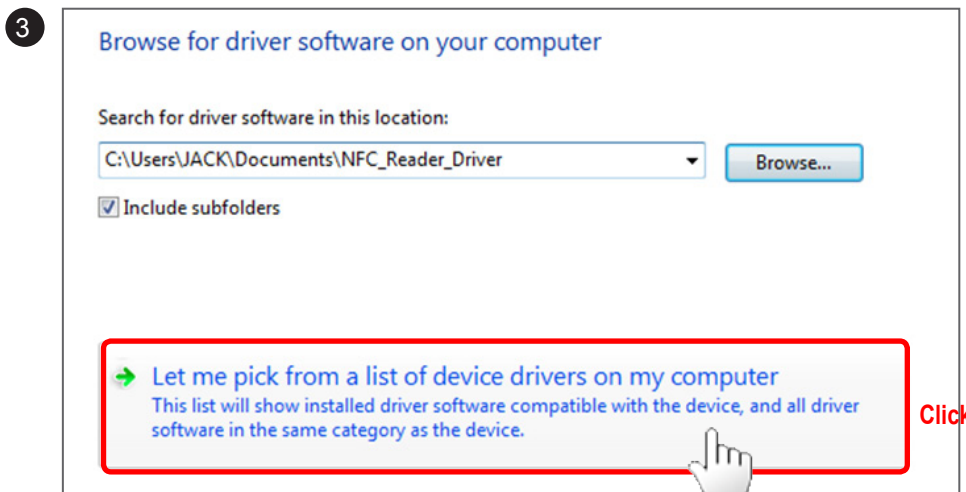 3
Browse for driver software on your computer
Search for driver software in this location:
C:\Users\JACK\Documents\NFC_Reader_Driver
Browse...
Include subfolders
Let me pick from a list of device drivers on my computer
This list will show installed driver software compatible with the device, and all driver
software in the same category as the device.
Click